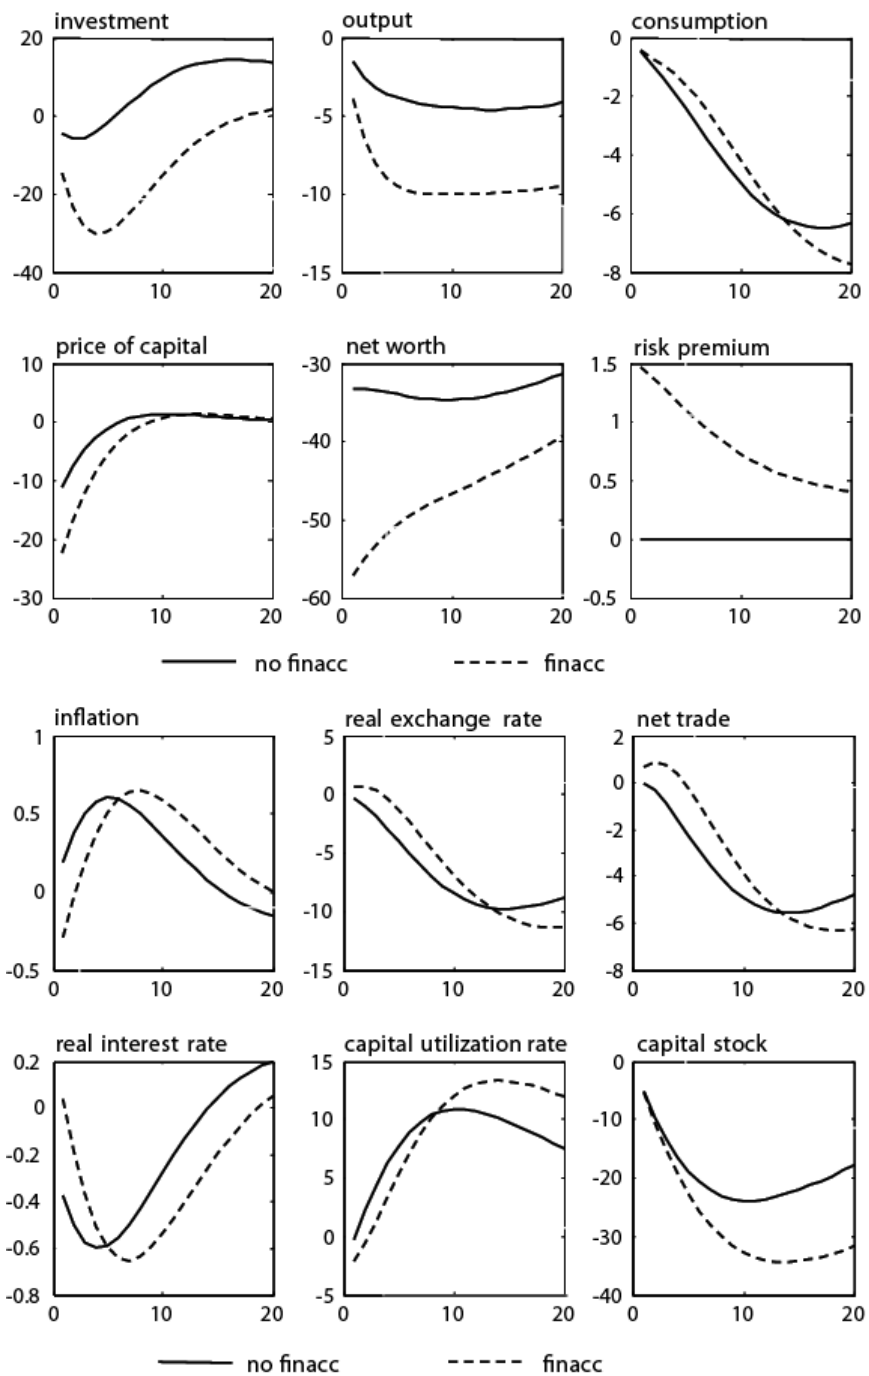 investment output consumption
20 0 0
0 -5 -2
-20 -10 -4
-6
-40 -15 -8
0 10 20 0 10 20 0 10 20
price of capital net worth risk premium
10 -30 1.5
0 -40 1
-10 0.5
-20 -50 0
-30 -60 -0.5
0 10 20 0 10 20 0 10 20
no finacc finacc
inflation real exchange rate net trade
1 5 2
0 0
0.5 -5 -2
0 -10 -4
-6
-0.5 -15 -8
0 10 20 0 10 20 0 10 20
real interest rate capital utilization rate capital stock
0.2 15 0
0 10 -10
-0.2 5 -20
-0.4
-0.6 0 -30
-0.8 -5 -40
0 10 20 0 10 20 0 10 20
no finacc finacc